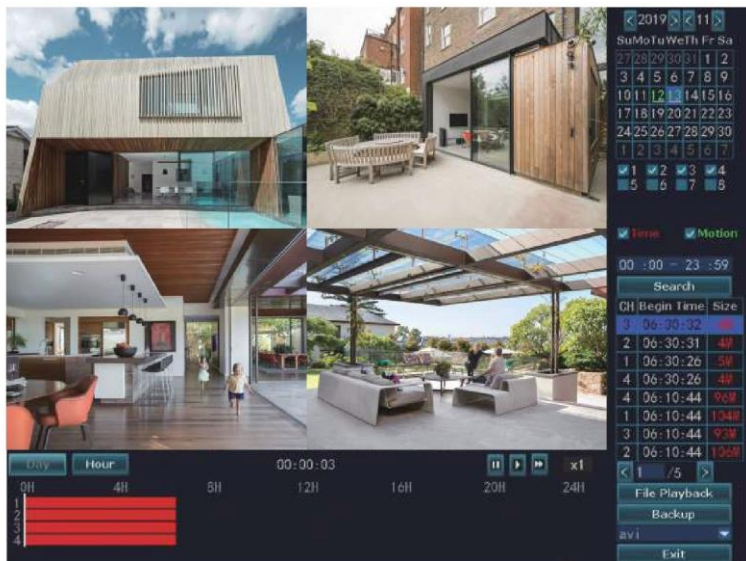 < 2019 > < 11 >
Su Mo Tu We Th Fr Sa
27 28 29 30 31 1 2
3 4 5 6 7 8 9
10 11 12 13 14 15 16
17 18 19 20 21 22 23
24 25 26 27 28 29 30
1 2 3 4 5 6 7
1 2 3 4
5 6 7 8
Time Motion
00 :00 - 23 :59
Search
CH Begin Time Size
3 06:30:32
2 06:30:31 4M
1 06:30:26 5M
4 06:30:26 4M
4 06:10:44 96M
1 06:10:44 104M
3 06:10:44 93M
2 06:10:44 106M
< 1 /5 >
File Playback
Backup
avi
Exit
Day Hour 00:00:03 x1
0H 4H 8H 12H 16H 20H 24H
1
2
3
4